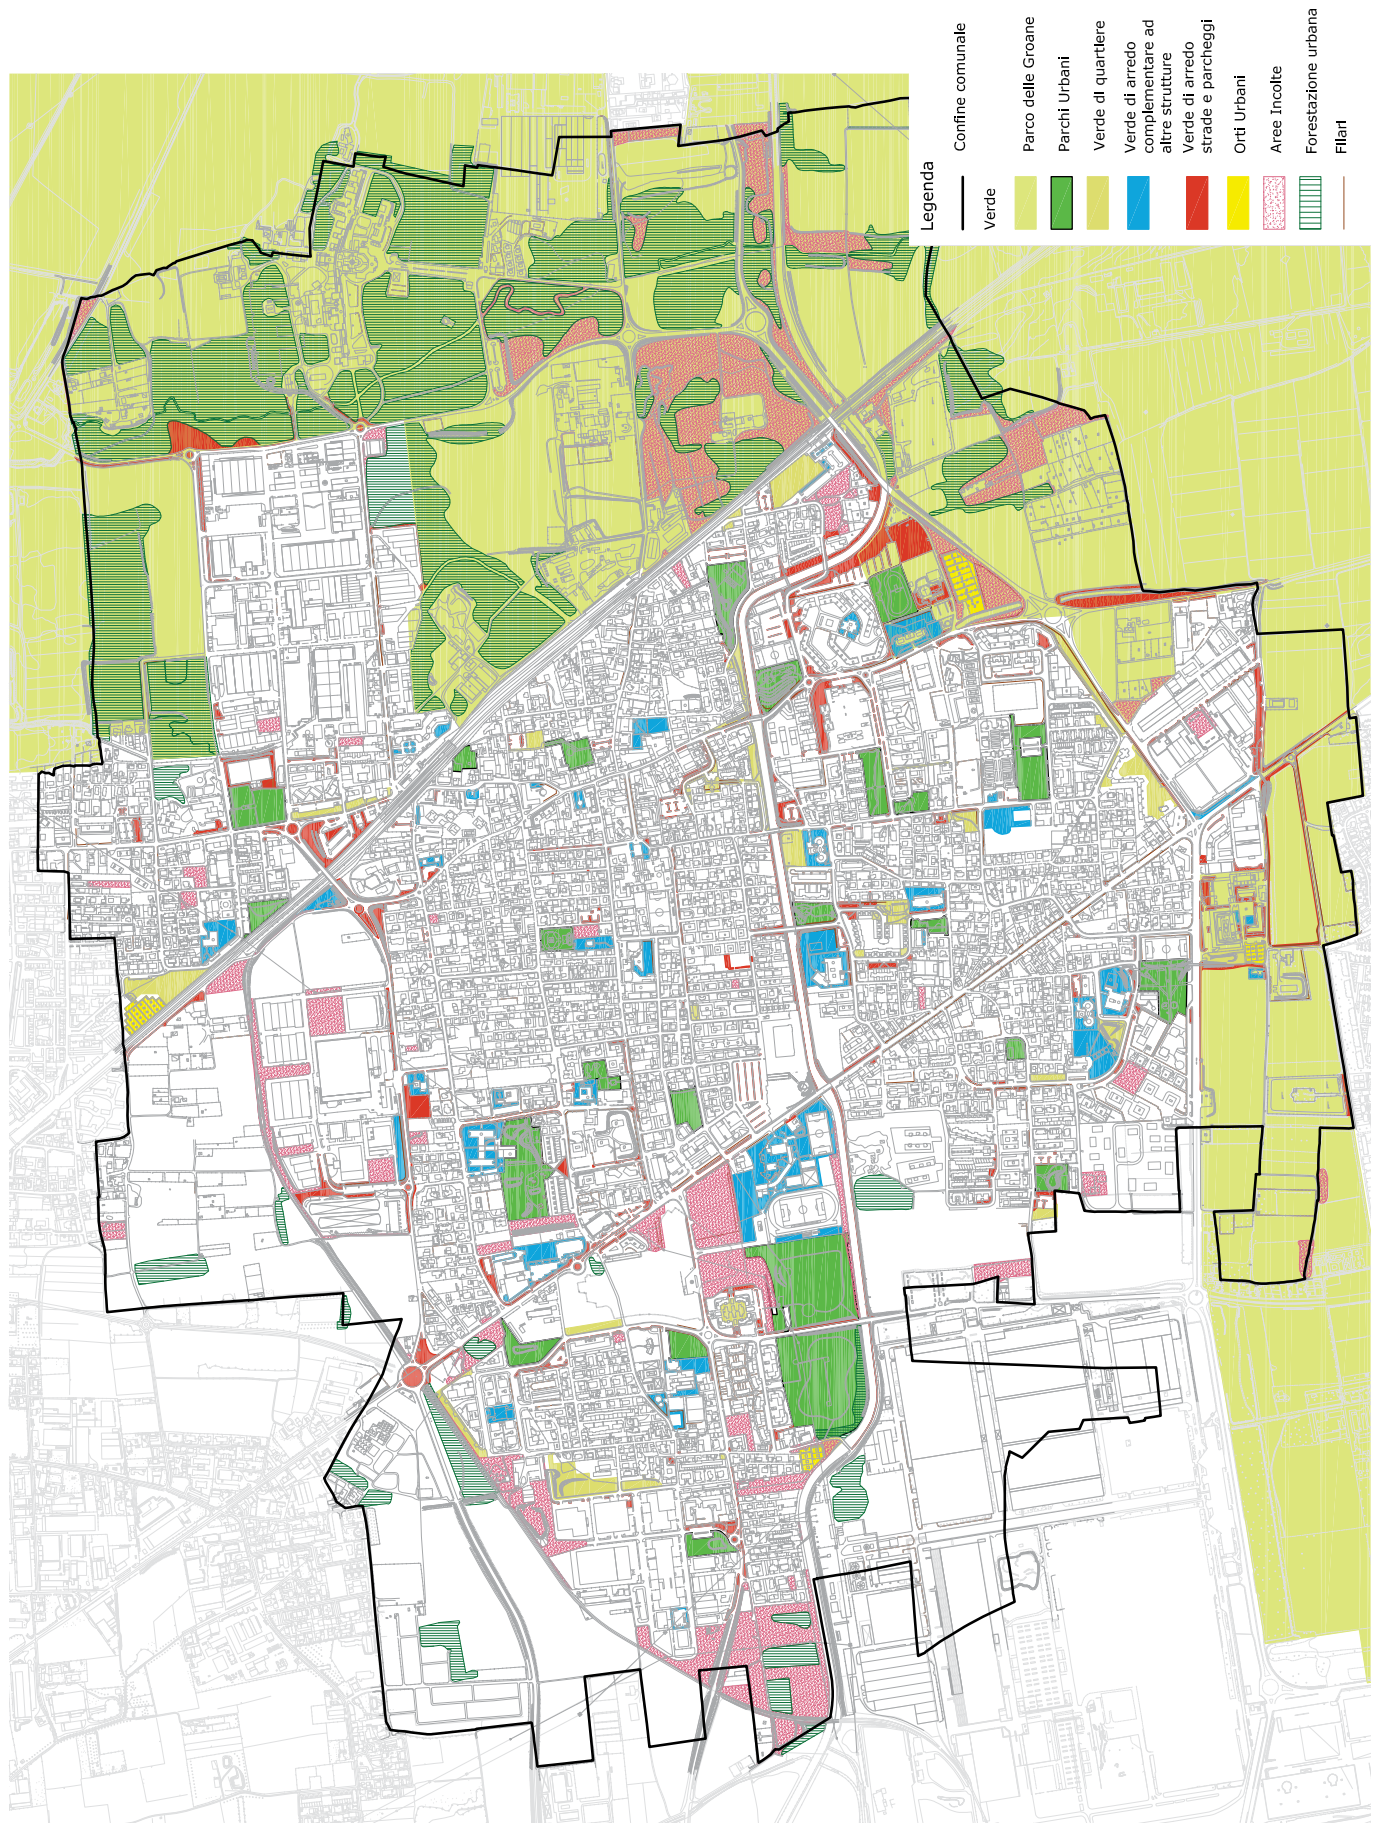 Legenda
Confine comunale
Verde
Parco delle Groane
Parchi Urbani
Verde di quartiere
Verde di arredo
complementare ad
altre strutture
Verde di arredo
strade e parcheggi
Orti Urbani
Aree Incolte
Forestazione urbana
Filari